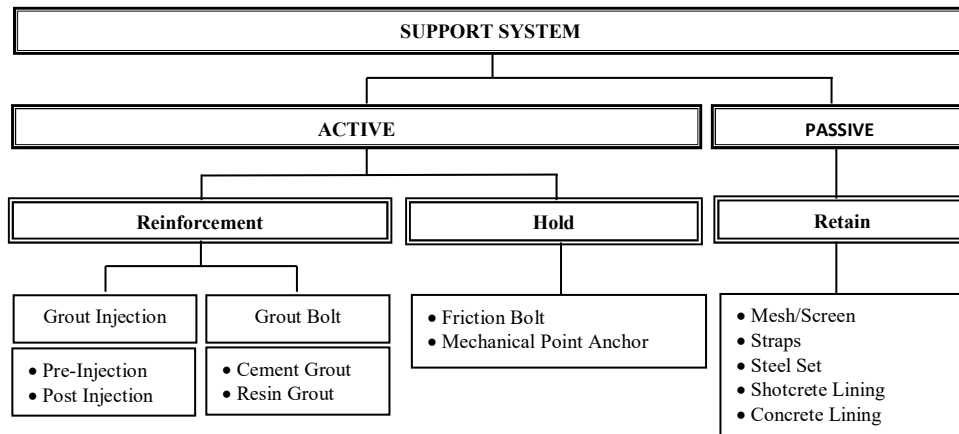 SUPPORT SYSTEM
ACTIVE
PASSIVE
Reinforcement
Hold
Retain
Grout Injection
• Pre-Injection
• Post Injection
Grout Bolt
• Cement Grout
• Resin Grout
• Friction Bolt
• Mechanical Point Anchor
• Mesh/Screen
• Straps
• Steel Set
• Shotcrete Lining
• Concrete Lining